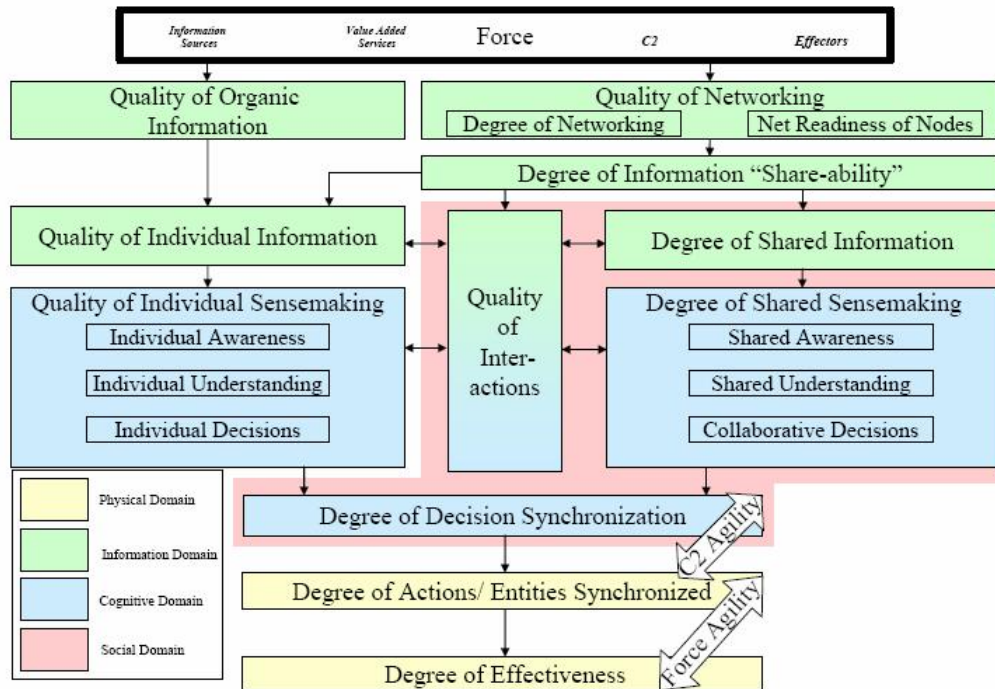 Information
Sources
Value Added
Services
Force
C2
Effectors
Quality of Organic
Information
Quality of Networking
Degree of Networking
Net Readiness of Nodes
Degree of Information “Share-ability”
Quality of Individual Information
Degree of Shared Information
Quality of Individual Sensemaking
Individual Awareness
Individual Understanding
Individual Decisions
Quality
of
Inter-
actions
Degree of Shared Sensemaking
Shared Awareness
Shared Understanding
Collaborative Decisions
Physical Domain
Information Domain
Cognitive Domain
Social Domain
Degree of Decision Synchronization
C2 Agility
Degree of Actions/ Entities Synchronized
Force Agility
Degree of Effectiveness